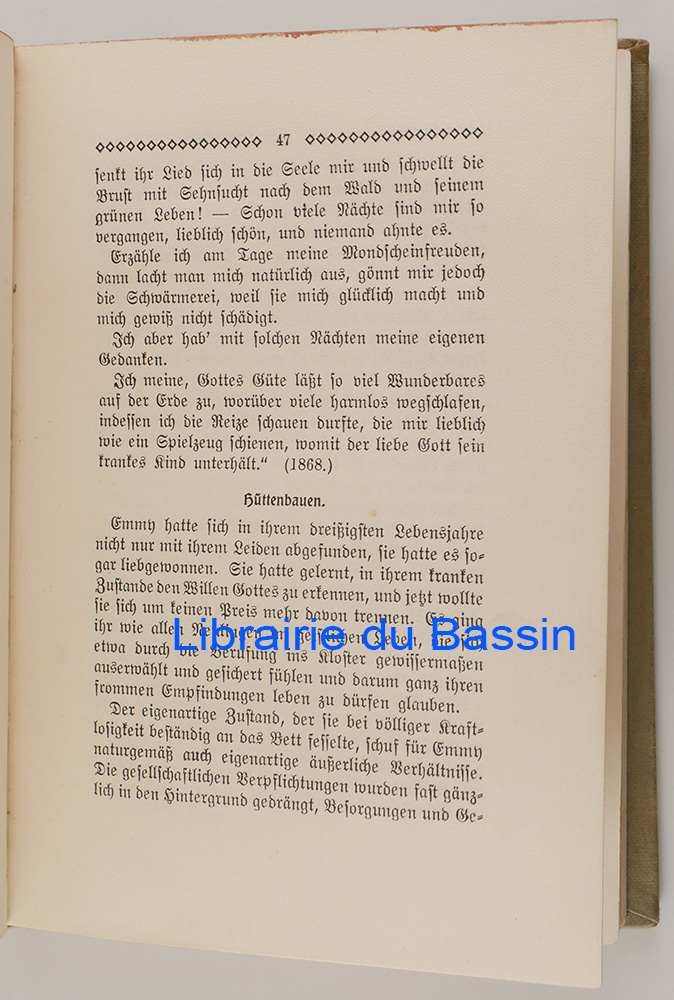 47
senkt ihr Lied sich in die Seele mir und schwellt die
Brust mit Sehnsucht nach dem Wald und seinem
grünen Leben! — Schon viele Nächte sind mir so
vergangen, lieblich schön, und niemand ahnte es.
Erzähle ich am Tage meine Mondscheinfreuden,
dann lacht man mich natürlich aus, gönnt mir jedoch
die Schwärmerei, weil sie mich glücklich macht und
mich gewiß nicht schädigt.
Ich aber hab' mit solchen Nächten meine eigenen
Gedanken.
Ich meine, Gottes Güte läßt so viel Wunderbares
auf der Erde zu, worüber viele harmlos wegschlafen,
indessen ich die Reize schauen durfte, die mir lieblich
wie ein Spielzeug schienen, womit der liebe Gott sein
krankes Kind unterhält." (1868.)
Hüttenbauen.
Emmy hatte sich in ihrem dreißigsten Lebensjahre
nicht nur mit ihrem Leiden abgefunden, sie hatte es so-
gar liebgewonnen. Sie hatte gelernt, in ihrem kranken
Zustande den Willen Gottes zu erkennen, und jetzt wollte
sie sich um keinen Preis mehr davon trennen. Es ging
ihr wie allen Leben, die sich
Librairie du Bassin
etwa durch die Berufung ins Kloster gewissermaßen
auserwählt und gesichert fühlen und darum ganz ihren
frommen Empfindungen leben zu dürfen glauben.
Der eigenartige Zustand, der sie bei völliger Kraft-
losigkeit beständig an das Bett fesselte, schuf für Emmy
naturgemäß auch eigenartige äußerliche Verhältnisse.
Die gesellschaftlichen Verpflichtungen wurden fast gänz-
lich in den Hintergrund gedrängt, Besorgungen und Ge-